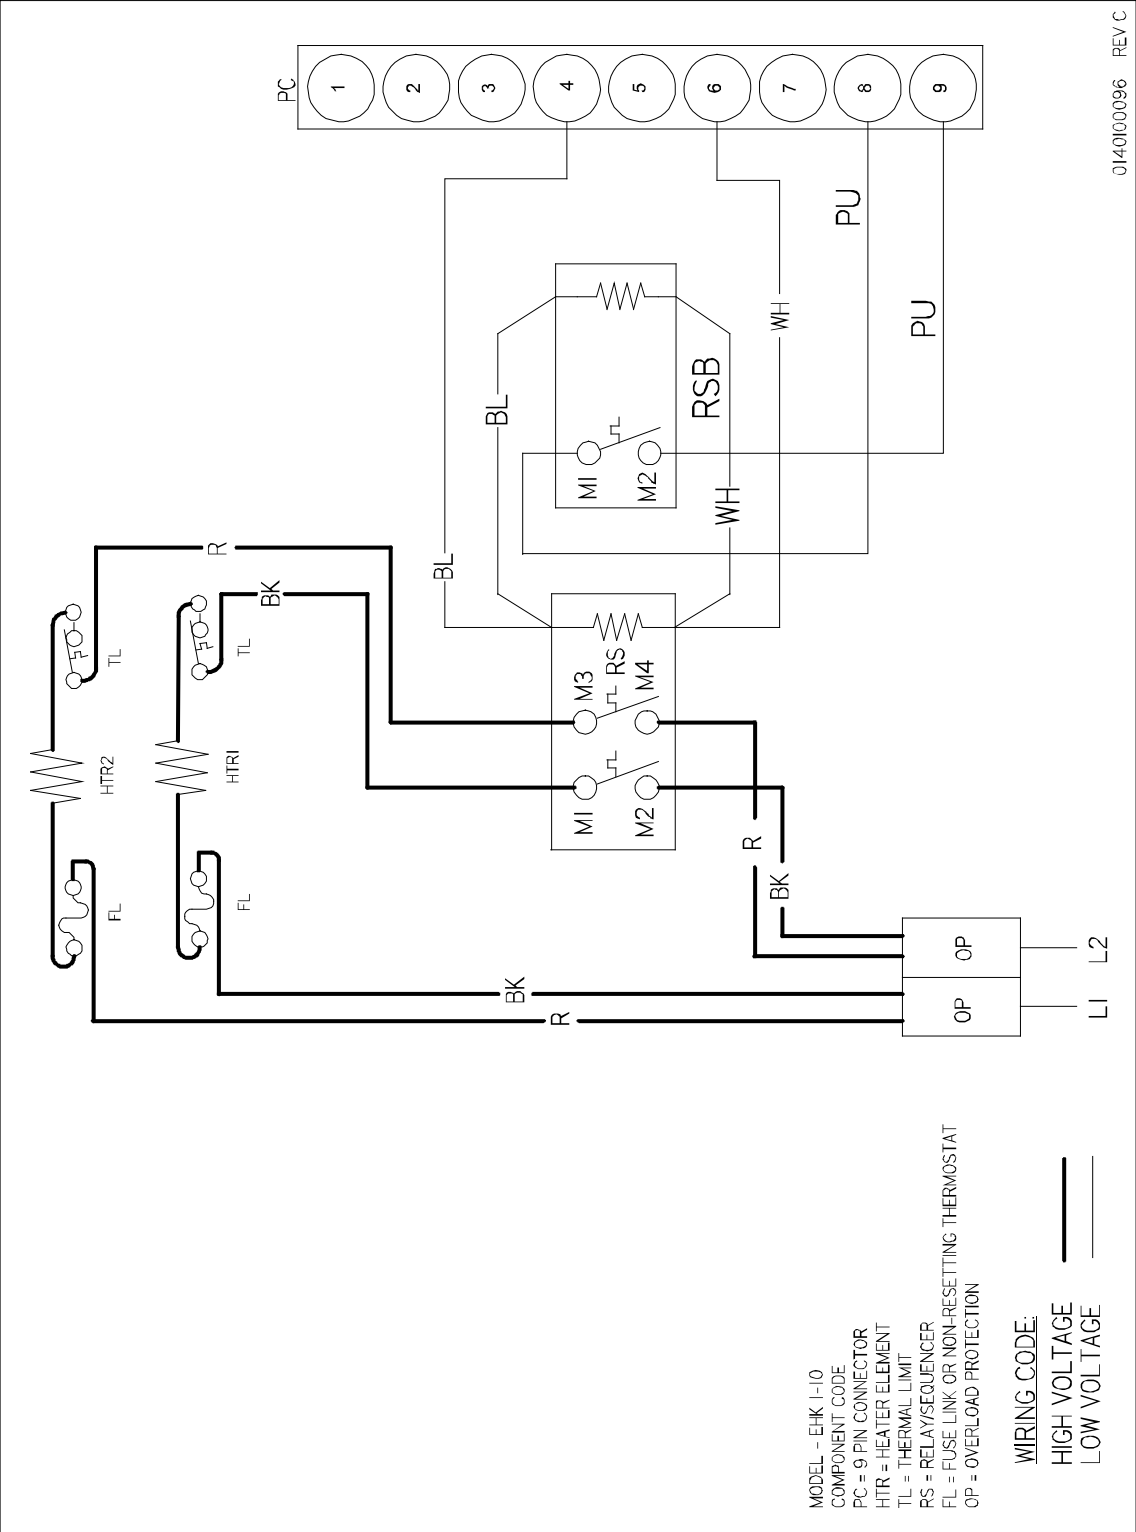 PC
1
2
3
4
5
6
7
8
9
0140100096 REV C
PU
PU
WH
BL
RSB
M1
M2
WH
BL
R
BK
TL
TL
HTR2
HTR1
FL
FL
RS
M3
M4
M1
M2
R
BK
BK
R
OP
OP
L2
L1
MODEL - EHK 1-10
COMPONENT CODE
PC = 9 PIN CONNECTOR
HTR = HEATER ELEMENT
TL = THERMAL LIMIT
RS = RELAY/SEQUENCER
FL = FUSE LINK OR NON-RESETTING THERMOSTAT
OP = OVERLOAD PROTECTION
WIRING CODE:
HIGH VOLTAGE
LOW VOLTAGE